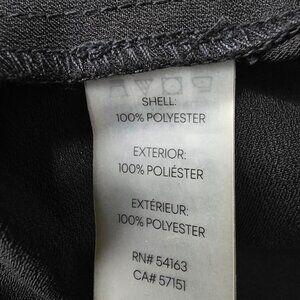 SHELL:
100% POLYESTER
EXTERIOR:
100% POLIÉSTER
EXTÉRIEUR:
100% POLYESTER
RN# 54163
CA# 57151